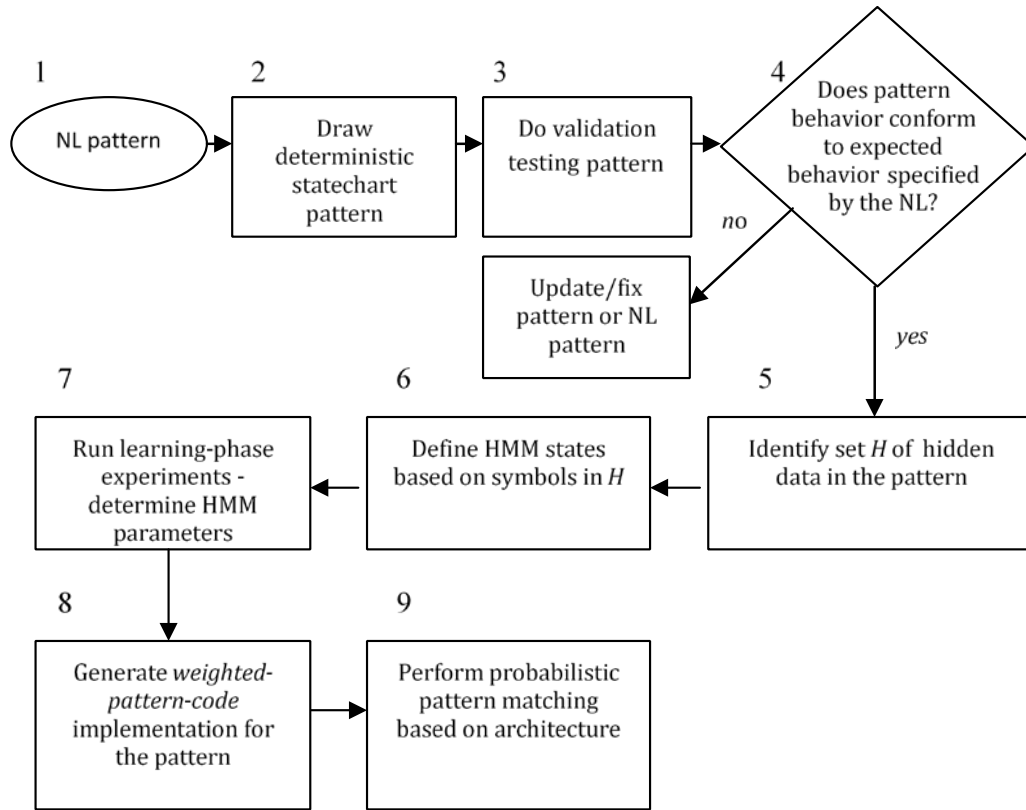 1
NL pattern
2
Draw
deterministic
statechart
pattern
3
Do validation
testing pattern
4
Does pattern
behavior conform
to expected
behavior specified
by the NL?
no
Update/fix
pattern or NL
pattern
yes
5
Identify set H of hidden
data in the pattern
6
Define HMM states
based on symbols in H
7
Run learning-phase
experiments -
determine HMM
parameters
8
Generate weighted-
pattern-code
implementation for
the pattern
9
Perform probabilistic
pattern matching
based on architecture